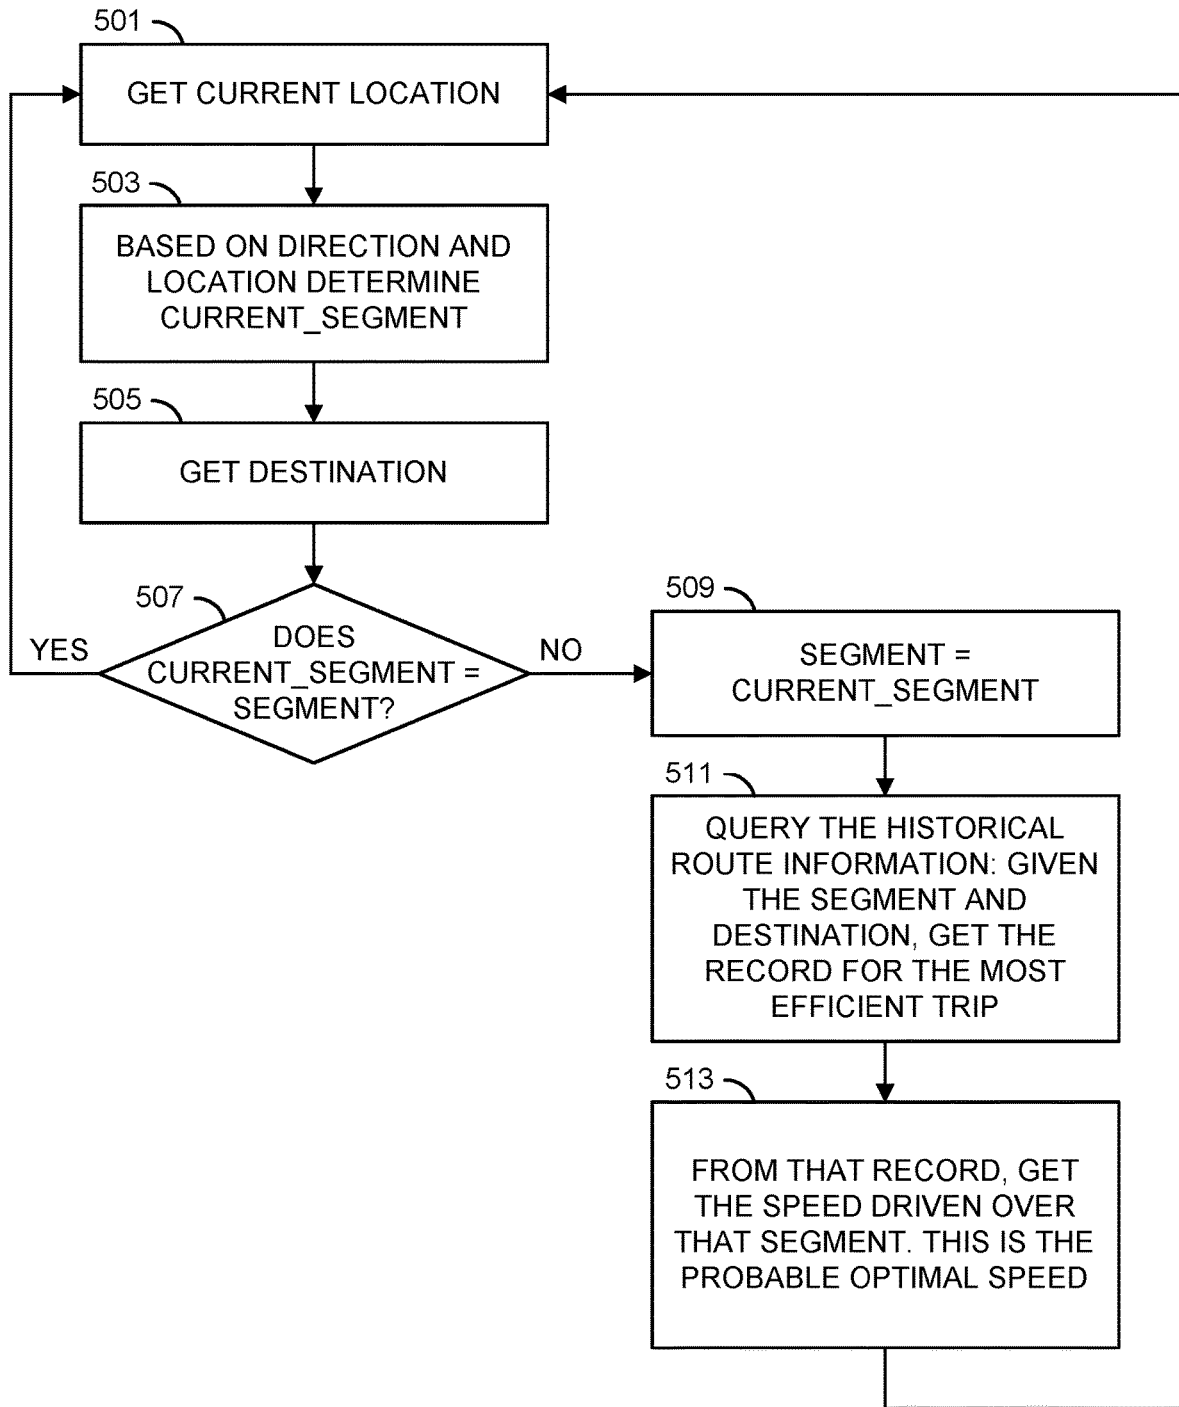 501
GET CURRENT LOCATION
503
BASED ON DIRECTION AND
LOCATION DETERMINE
CURRENT_SEGMENT
505
GET DESTINATION
507
DOES
CURRENT_SEGMENT =
SEGMENT?
YES
NO
509
SEGMENT =
CURRENT_SEGMENT
511
QUERY THE HISTORICAL
ROUTE INFORMATION: GIVEN
THE SEGMENT AND
DESTINATION, GET THE
RECORD FOR THE MOST
EFFICIENT TRIP
513
FROM THAT RECORD, GET
THE SPEED DRIVEN OVER
THAT SEGMENT. THIS IS THE
PROBABLE OPTIMAL SPEED